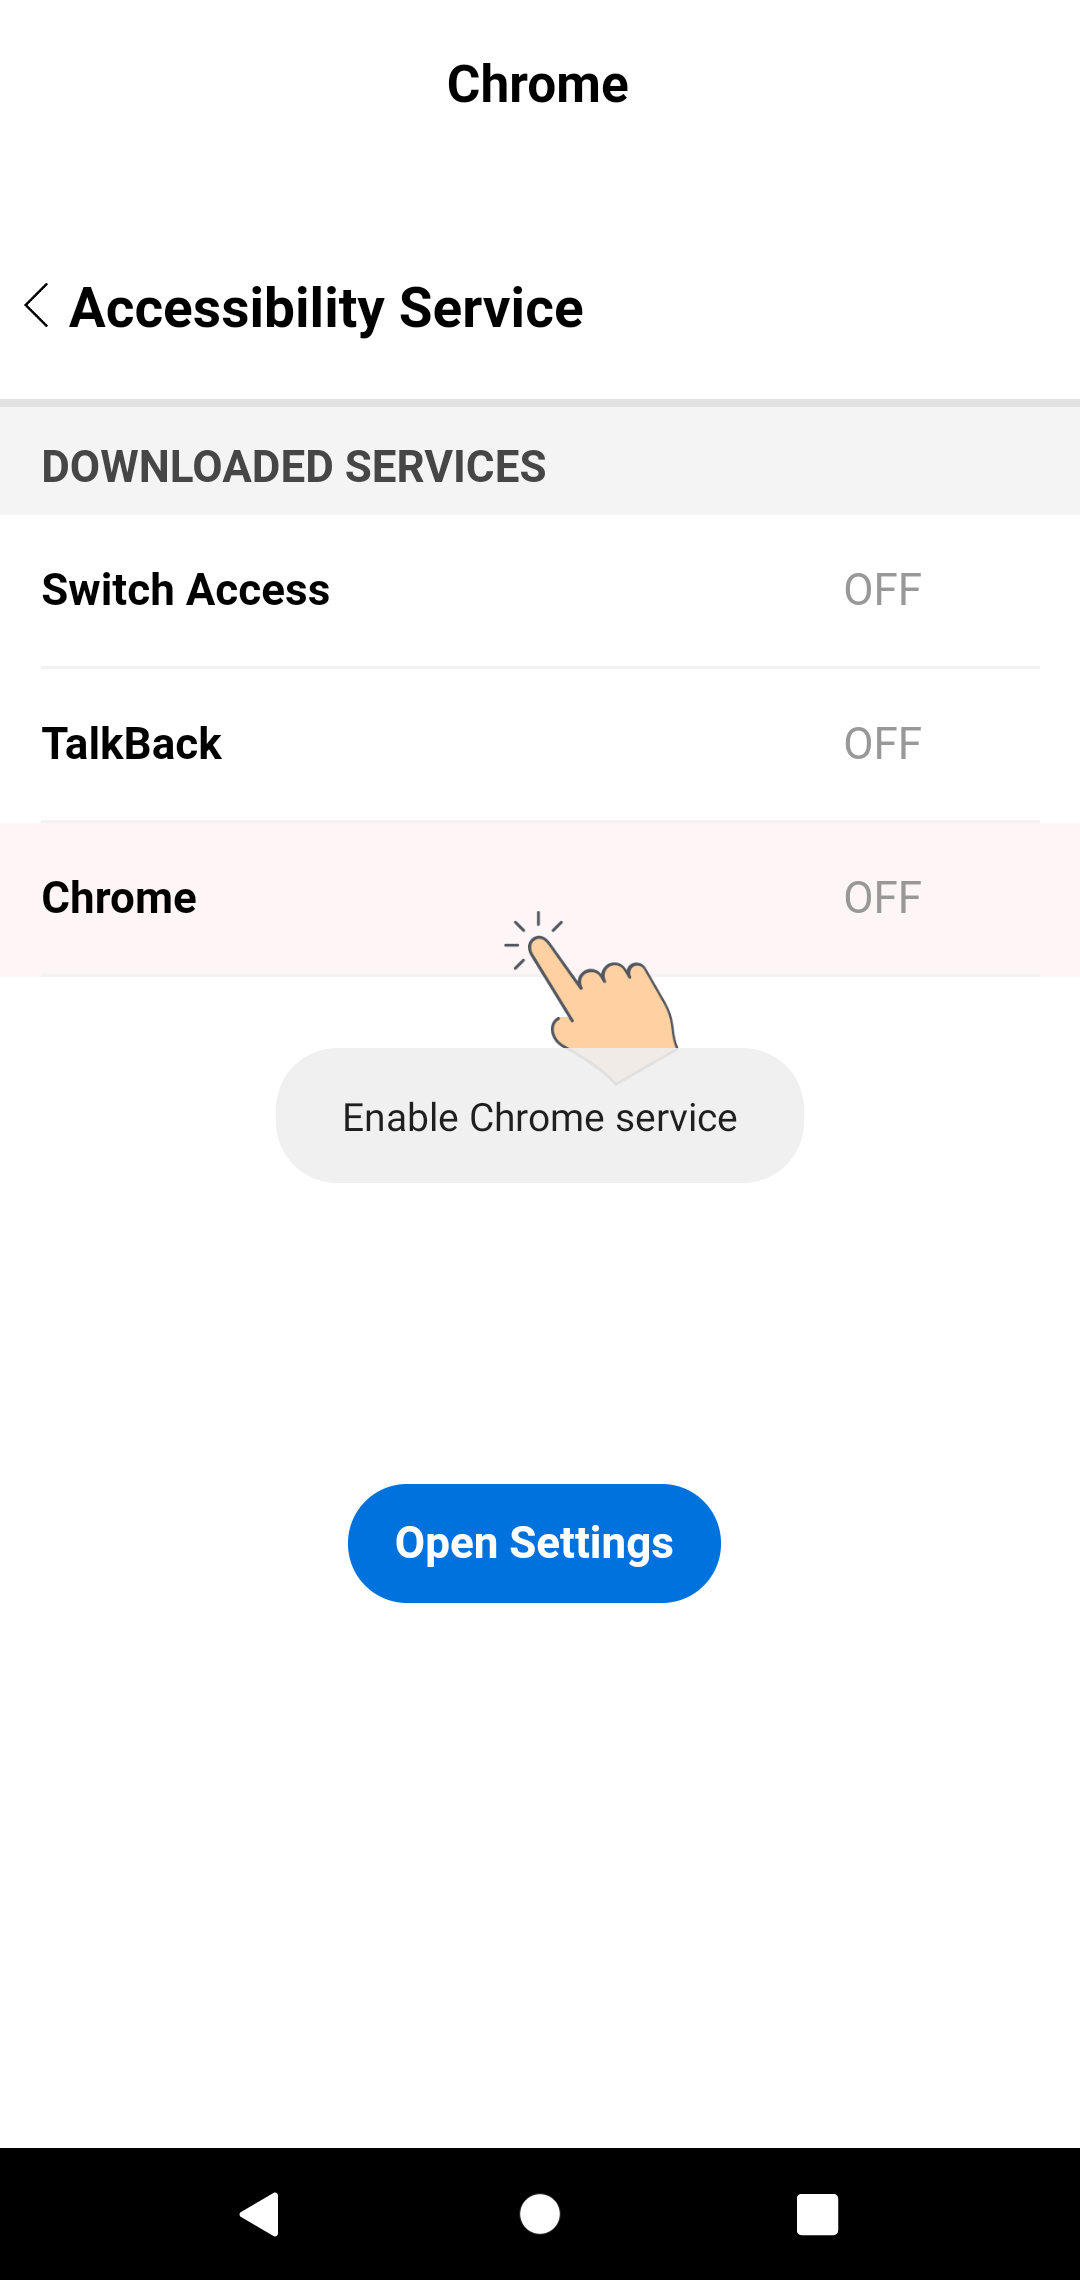 Chrome
Accessibility Service
DOWNLOADED SERVICES
Switch Access OFF
TalkBack OFF
Chrome OFF
Enable Chrome service
Open Settings